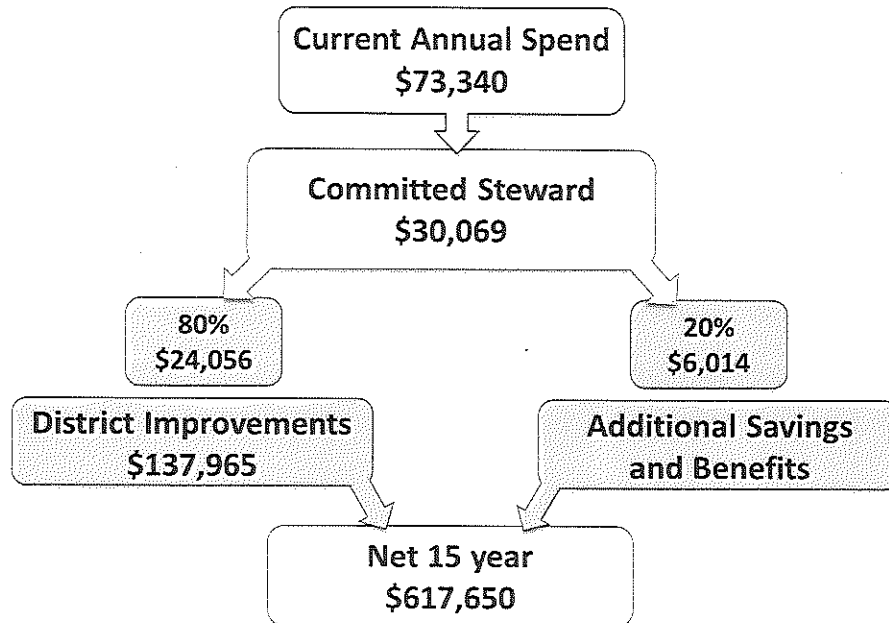 Current Annual Spend
$73,340
Committed Steward
$30,069
80%
$24,056
20%
$6,014
District Improvements
$137,965
Additional Savings
and Benefits
Net 15 year
$617,650